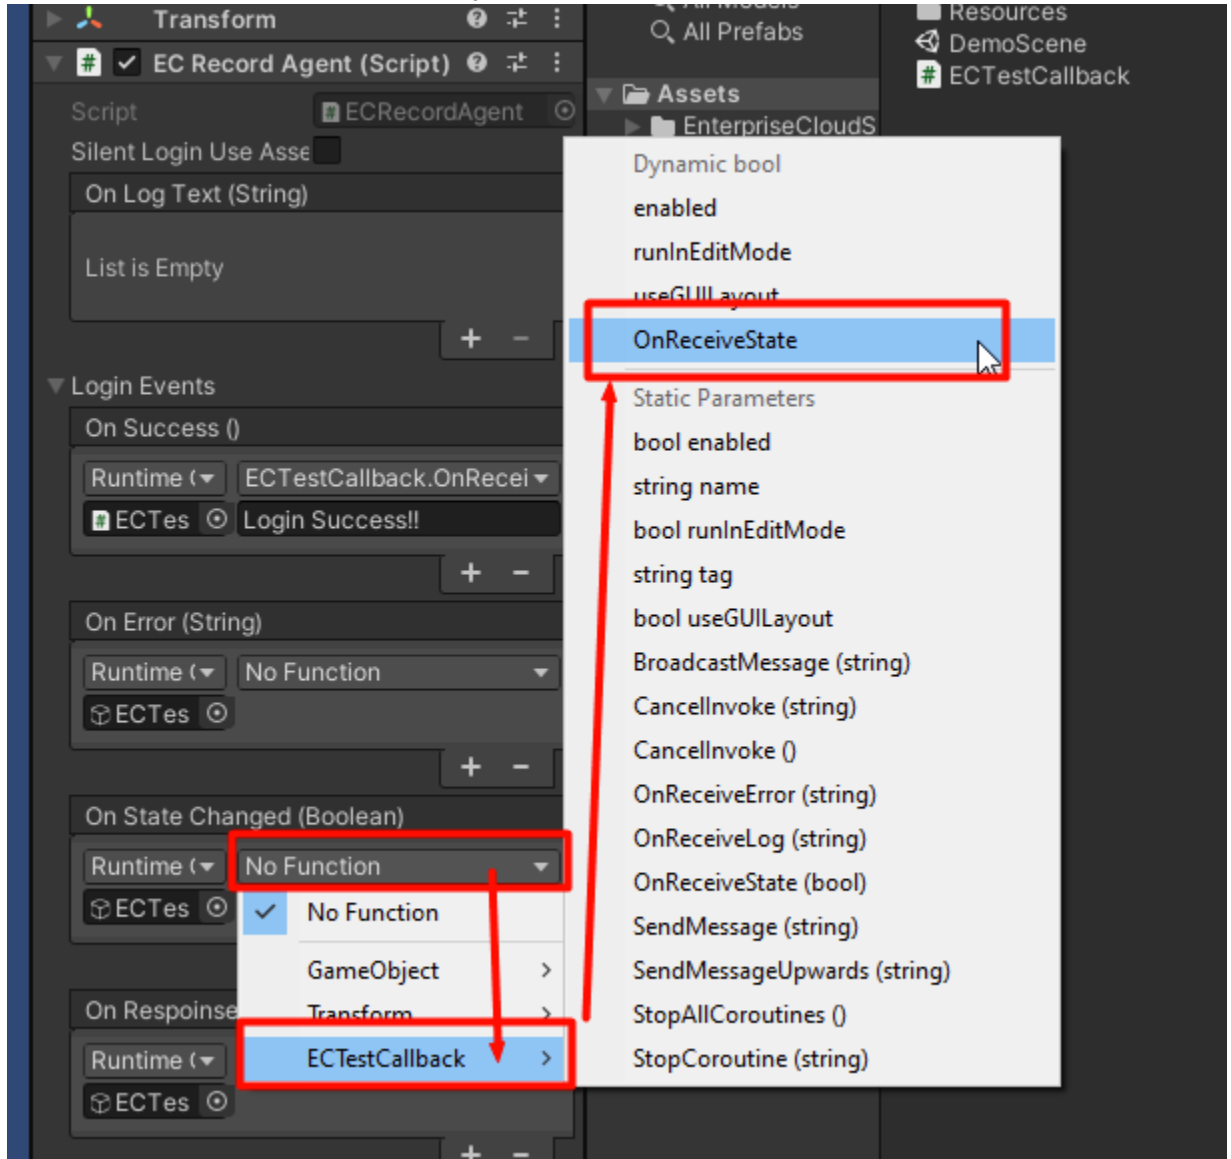 Transform
EC Record Agent (Script)
Script
ECRecordAgent
Silent Login Use Asse
On Log Text (String)
List is Empty
Login Events
On Success ()
Runtime (
ECTestCallback.OnRecei
ECTes
Login Success!!
On Error (String)
Runtime (
No Function
ECTes
On State Changed (Boolean)
Runtime (
No Function
ECTes
No Function
GameObject
Transform
ECTestCallback
On Respoinse
Runtime (
ECTes
All Models
All Prefabs
Assets
EnterpriseCloudS
Resources
DemoScene
ECTestCallback
Dynamic bool
enabled
runInEditMode
useGUILayout
OnReceiveState
Static Parameters
bool enabled
string name
bool runInEditMode
string tag
bool useGUILayout
BroadcastMessage (string)
CancelInvoke (string)
CancelInvoke ()
OnReceiveError (string)
OnReceiveLog (string)
OnReceiveState (bool)
SendMessage (string)
SendMessageUpwards (string)
StopAllCoroutines ()
StopCoroutine (string)